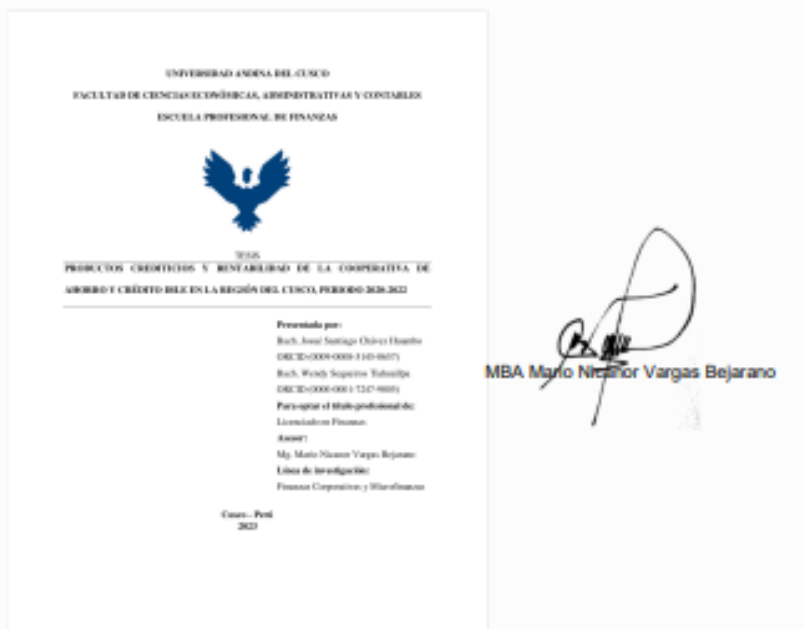 UNIVERSIDAD ANDINA DEL CUSCO
FACULTAD DE CIENCIAS ECONÓMICAS, ADMINISTRATIVAS Y CONTABLES
ESCUELA PROFESIONAL DE FINANZAS
TESIS
PRODUCTOS CREDITICIOS Y RENTABILIDAD DE LA COOPERATIVA DE
AHORRO Y CRÉDITO EN LA REGIÓN DEL CUSCO, PERIODO 2020-2022
Presentada por:
Bach. Josué Santiago Chávez Huambo
Bach. Wendy
Para optar el título profesional de:
Licenciado en Finanzas
Asesor:
Mg. Mario Nicanor Vargas Bejarano
Línea de investigación:
Finanzas Corporativas y Microfinanzas
Cusco – Perú
2023
MBA Mario Nicanor Vargas Bejarano